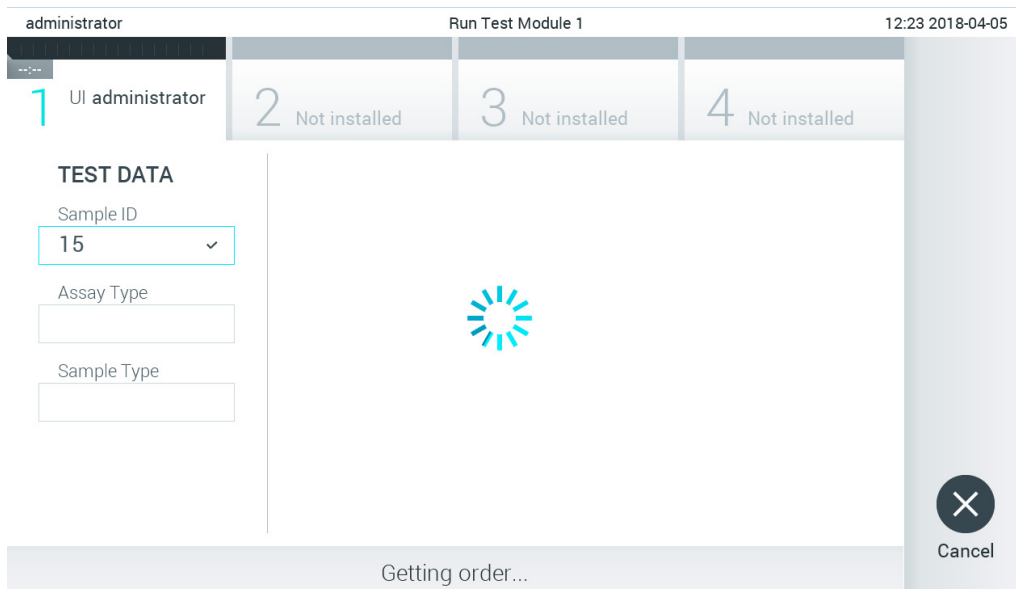 administrator Run Test Module 1 12:23 2018-04-05
--:--
1 UI administrator 2 Not installed 3 Not installed 4 Not installed
TEST DATA
Sample ID
15
Assay Type
Sample Type
Cancel
Getting order...